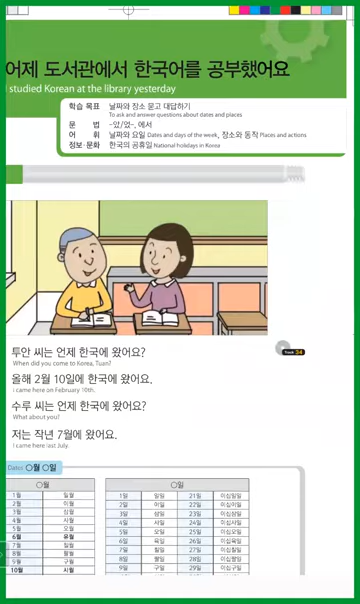 어제 도서관에서 한국어를 공부했어요
studied Korean at the library yesterday
학습 목표 날짜와 장소 묻고 대답하기
To ask and answer questions about dates and places
문 법 -았/었-, 에서
어 휘 날짜와 요일 Dates and days of the week, 장소와 동작 Places and actions
정보·문화 한국의 공휴일 National holidays in Korea
투안 씨는 언제 한국에 왔어요?
When did you come to Korea, Tuan?
Track 34
올해 2월 10일에 한국에 왔어요.
I came here on February 10th.
수루 씨는 언제 한국에 왔어요?
What about you?
저는 작년 7월에 왔어요.
I came here last July.
Dates ○월 ○일
○월 ○일
1월 일월 1일 일일 21일 이십일일
2월 이월 2일 이일 22일 이십이일
3월 삼월 3일 삼일 23일 이십삼일
4월 사월 4일 사일 24일 이십사일
5월 오월 5일 오일 25일 이십오일
6월 유월 6일 육일 26일 이십육일
7월 칠월 7일 칠일 27일 이십칠일
8월 팔월 8일 팔일 28일 이십팔일
9월 구월 9일 구일 29일 이십구일
10월 시월